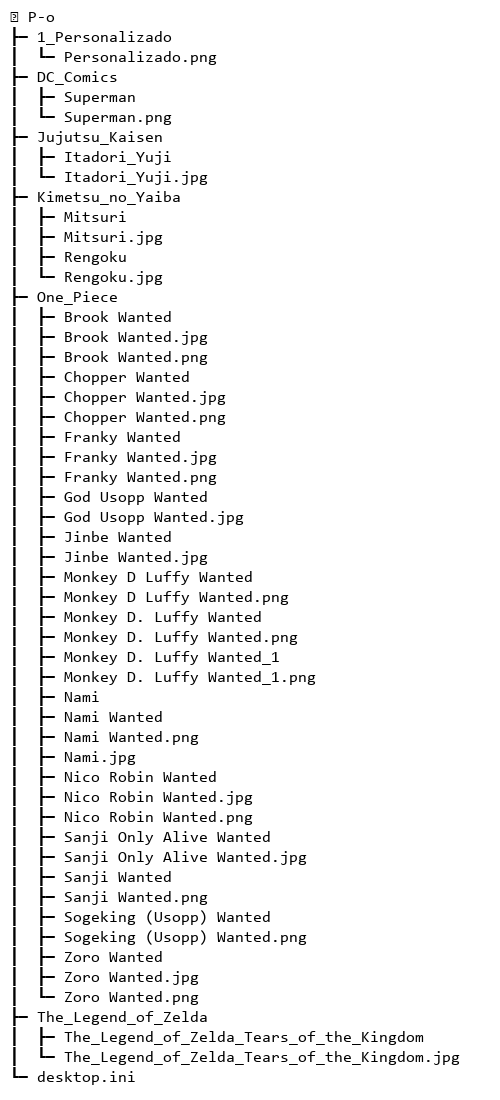 P-o
├─ 1_Personalizado
│  └─ Personalizado.png
├─ DC_Comics
│  ├─ Superman
│  └─ Superman.png
├─ Jujutsu_Kaisen
│  ├─ Itadori_Yuji
│  └─ Itadori_Yuji.jpg
├─ Kimetsu_no_Yaiba
│  ├─ Mitsuri
│  ├─ Mitsuri.jpg
│  ├─ Rengoku
│  └─ Rengoku.jpg
├─ One_Piece
│  ├─ Brook Wanted
│  ├─ Brook Wanted.jpg
│  ├─ Brook Wanted.png
│  ├─ Chopper Wanted
│  ├─ Chopper Wanted.jpg
│  ├─ Chopper Wanted.png
│  ├─ Franky Wanted
│  ├─ Franky Wanted.jpg
│  ├─ Franky Wanted.png
│  ├─ God Usopp Wanted
│  ├─ God Usopp Wanted.jpg
│  ├─ Jinbe Wanted
│  ├─ Jinbe Wanted.jpg
│  ├─ Monkey D Luffy Wanted
│  ├─ Monkey D Luffy Wanted.png
│  ├─ Monkey D. Luffy Wanted
│  ├─ Monkey D. Luffy Wanted.png
│  ├─ Monkey D. Luffy Wanted_1
│  ├─ Monkey D. Luffy Wanted_1.png
│  ├─ Nami
│  ├─ Nami Wanted
│  ├─ Nami Wanted.png
│  ├─ Nami.jpg
│  ├─ Nico Robin Wanted
│  ├─ Nico Robin Wanted.jpg
│  ├─ Nico Robin Wanted.png
│  ├─ Sanji Only Alive Wanted
│  ├─ Sanji Only Alive Wanted.jpg
│  ├─ Sanji Wanted
│  ├─ Sanji Wanted.png
│  ├─ Sogeking (Usopp) Wanted
│  ├─ Sogeking (Usopp) Wanted.png
│  ├─ Zoro Wanted
│  ├─ Zoro Wanted.jpg
│  └─ Zoro Wanted.png
├─ The_Legend_of_Zelda
│  ├─ The_Legend_of_Zelda_Tears_of_the_Kingdom
│  └─ The_Legend_of_Zelda_Tears_of_the_Kingdom.jpg
└─ desktop.ini